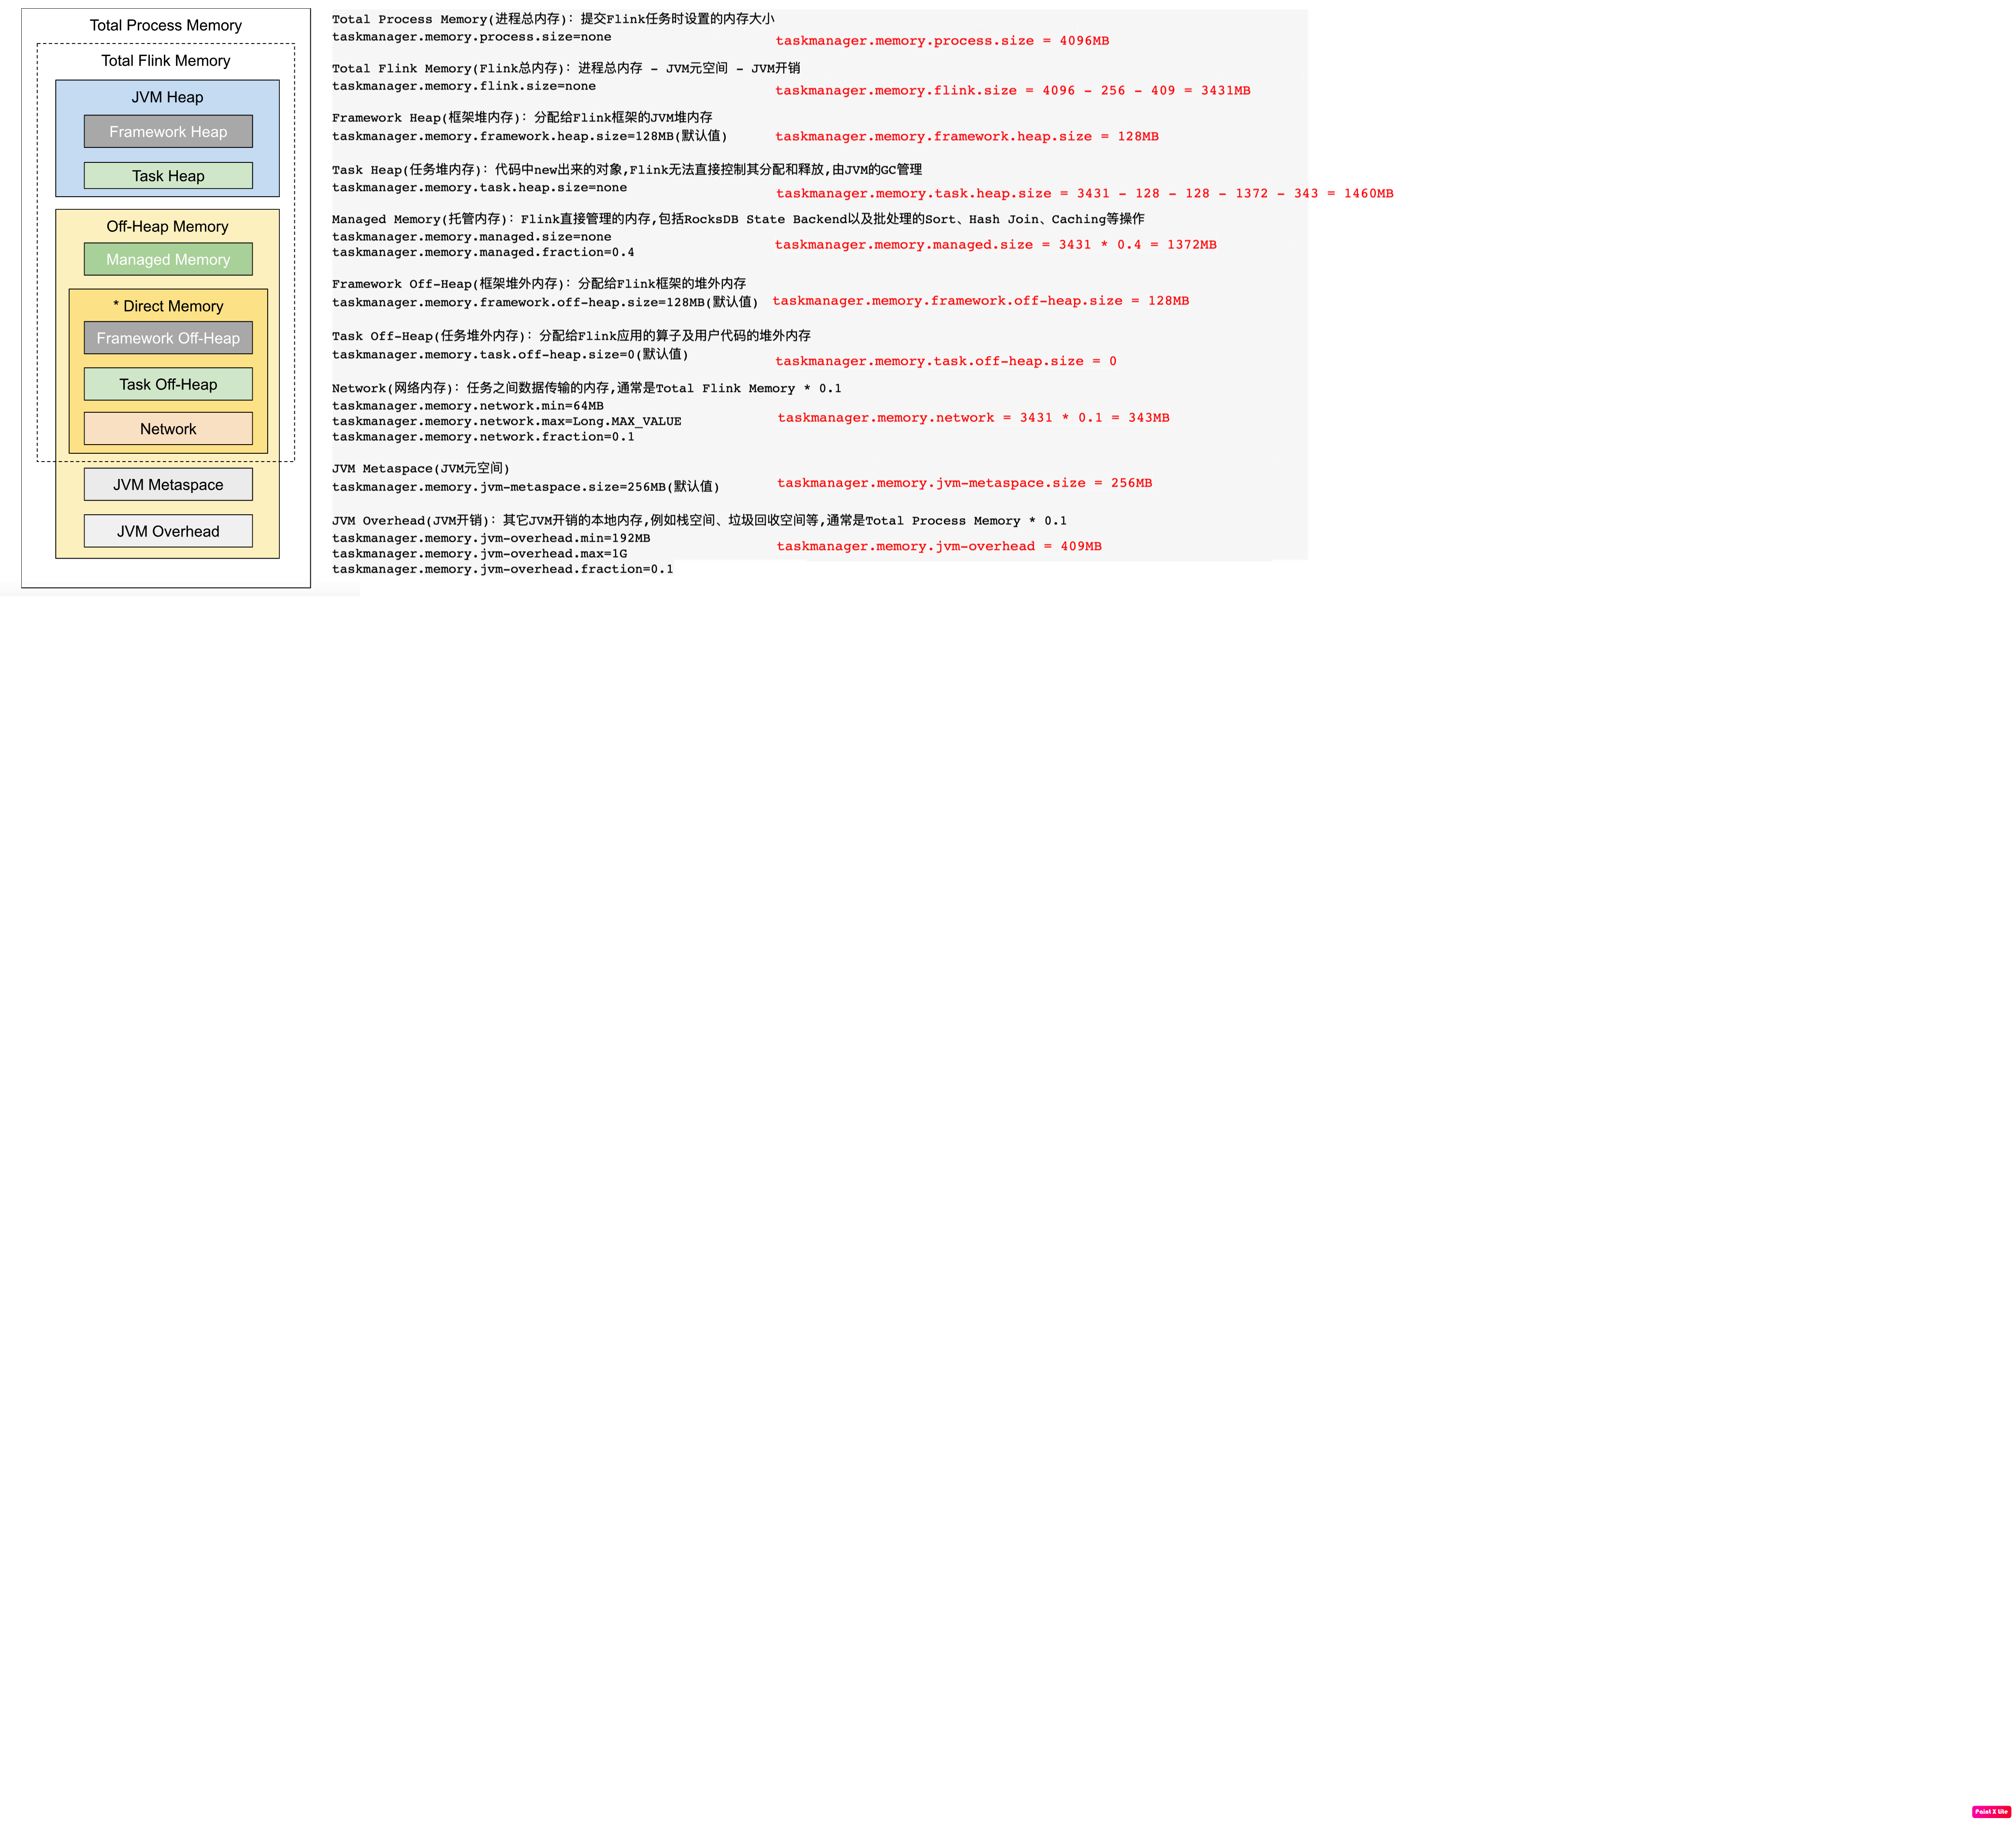 Total Process Memory
Total Flink Memory
JVM Heap
Framework Heap
Task Heap
Off-Heap Memory
Managed Memory
* Direct Memory
Framework Off-Heap
Task Off-Heap
Network
JVM Metaspace
JVM Overhead
Total Process Memory(进程总内存): 提交Flink任务时设置的内存大小
taskmanager.memory.process.size=none
taskmanager.memory.process.size = 4096MB
Total Flink Memory(Flink总内存): 进程总内存 - JVM元空间 - JVM开销
taskmanager.memory.flink.size=none
taskmanager.memory.flink.size = 4096 - 256 - 409 = 3431MB
Framework Heap(框架堆内存): 分配给Flink框架的JVM堆内存
taskmanager.memory.framework.heap.size=128MB(默认值)
taskmanager.memory.framework.heap.size = 128MB
Task Heap(任务堆内存): 代码中new出来的对象,Flink无法直接控制其分配和释放,由JVM的GC管理
taskmanager.memory.task.heap.size=none
taskmanager.memory.task.heap.size = 3431 - 128 - 128 - 1372 - 343 = 1460MB
Managed Memory(托管内存): Flink直接管理的内存,包括RocksDB State Backend以及批处理的Sort、Hash Join、Caching等操作
taskmanager.memory.managed.size=none
taskmanager.memory.managed.size = 3431 * 0.4 = 1372MB
taskmanager.memory.managed.fraction=0.4
Framework Off-Heap(框架堆外内存): 分配给Flink框架的堆外内存
taskmanager.memory.framework.off-heap.size=128MB(默认值)
taskmanager.memory.framework.off-heap.size = 128MB
Task Off-Heap(任务堆外内存): 分配给Flink应用的算子及用户代码的堆外内存
taskmanager.memory.task.off-heap.size=0(默认值)
taskmanager.memory.task.off-heap.size = 0
Network(网络内存): 任务之间数据传输的内存,通常是Total Flink Memory * 0.1
taskmanager.memory.network.min=64MB
taskmanager.memory.network.max=Long.MAX_VALUE
taskmanager.memory.network = 3431 * 0.1 = 343MB
taskmanager.memory.network.fraction=0.1
JVM Metaspace(JVM元空间)
taskmanager.memory.jvm-metaspace.size=256MB(默认值)
taskmanager.memory.jvm-metaspace.size = 256MB
JVM Overhead(JVM开销): 其它JVM开销的本地内存,例如栈空间、垃圾回收空间等,通常是Total Process Memory * 0.1
taskmanager.memory.jvm-overhead.min=192MB
taskmanager.memory.jvm-overhead = 409MB
taskmanager.memory.jvm-overhead.max=1G
taskmanager.memory.jvm-overhead.fraction=0.1
Paint X Lite